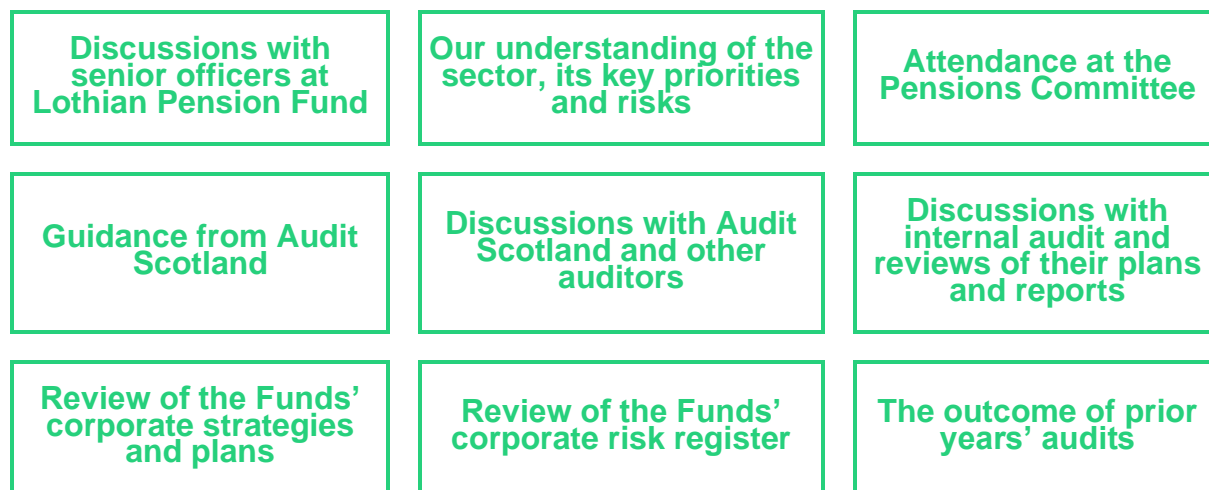 Discussions with
senior officers at
Lothian Pension Fund
Our understanding of the
sector, its key priorities
and risks
Attendance at the
Pensions Committee
Guidance from Audit
Scotland
Discussions with Audit
Scotland and other
auditors
Discussions with
internal audit and
reviews of their plans
and reports
Review of the Funds’
corporate strategies
and plans
Review of the Funds’
corporate risk register
The outcome of prior
years’ audits